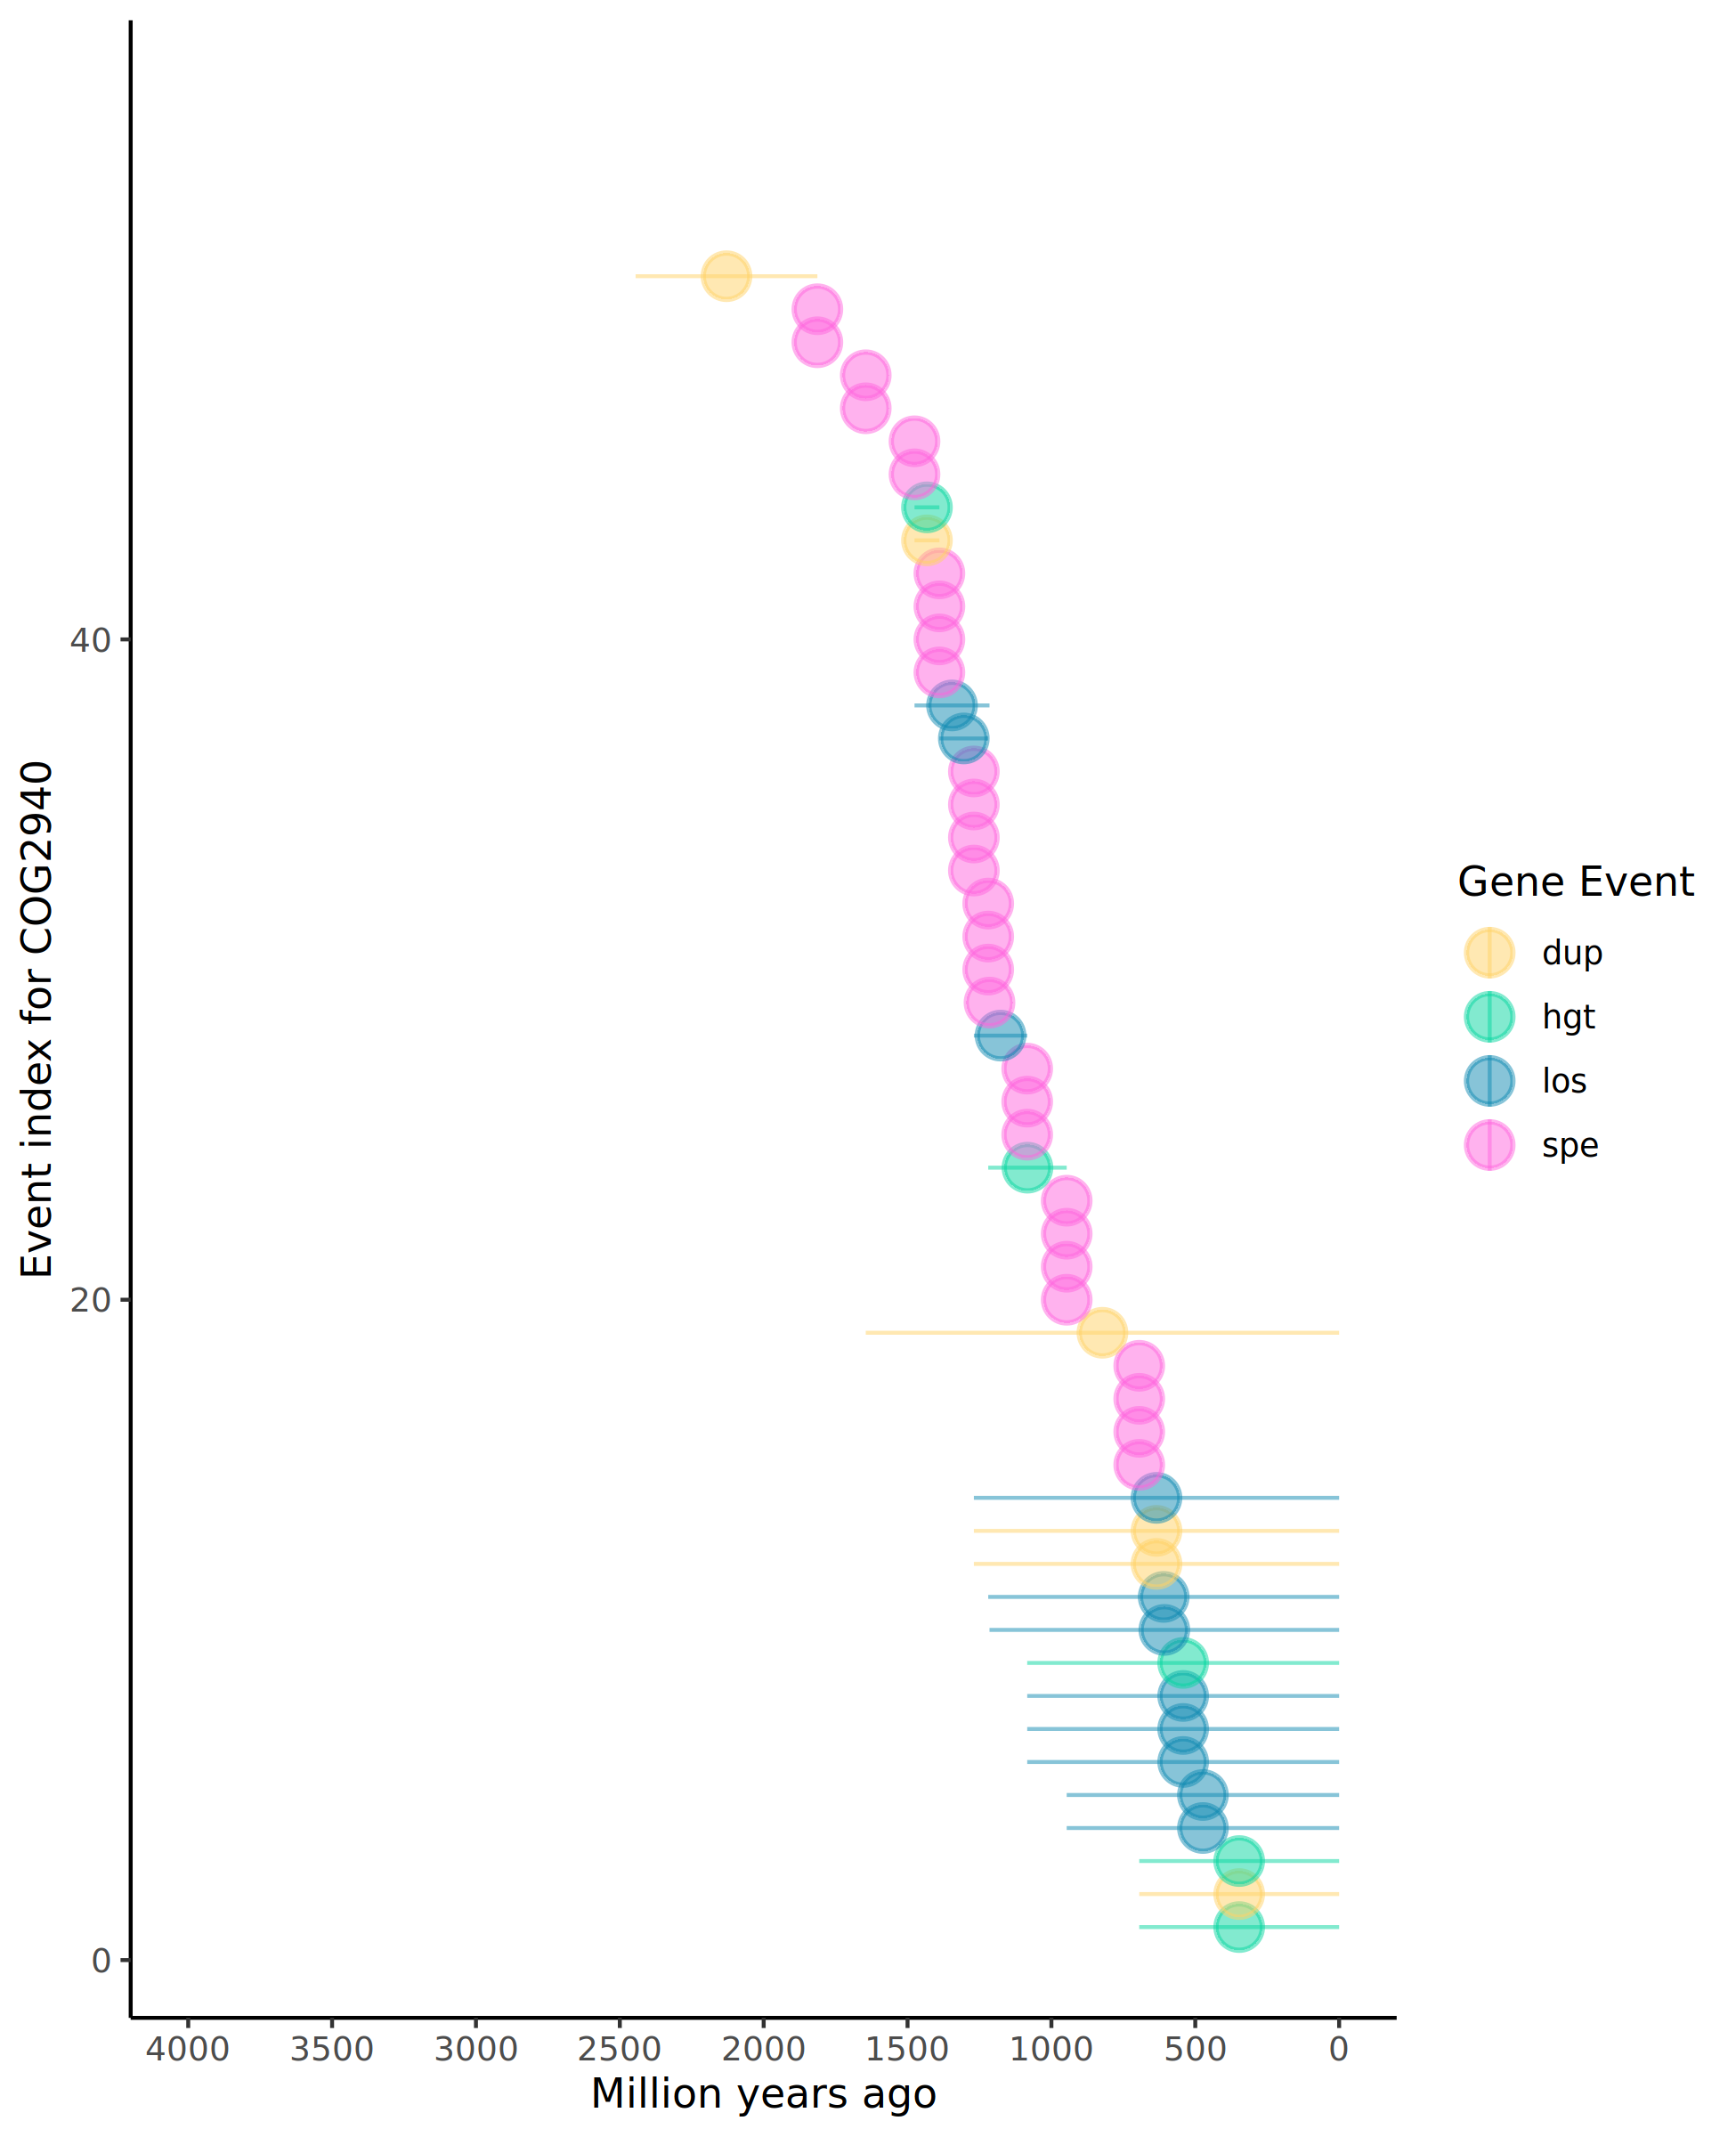 Event index for COG2940
40
20
0
4000 3500 3000 2500 2000 1500 1000 500 0
Million years ago
Gene Event
dup
hgt
los
spe